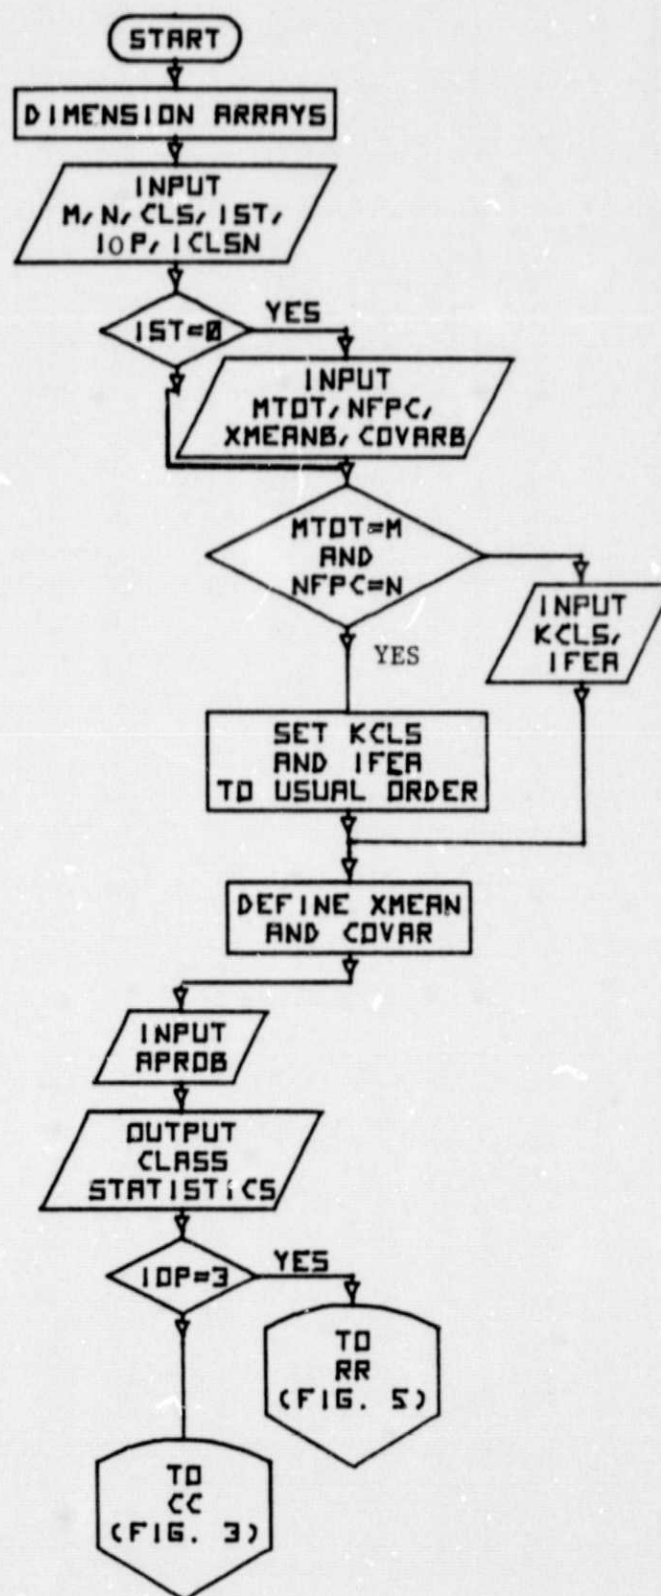 START
DIMENSION ARRAYS
INPUT
M, N, CLS, IST,
IOP, ICLSN
IST=0
YES
INPUT
MTOT, NFPC,
XMEANB, COVARB
MTOT=M
AND
NFPC=N
INPUT
KCLS,
IFEA
YES
SET KCLS
AND IFEA
TO USUAL ORDER
DEFINE XMEAN
AND COVAR
INPUT
APROB
OUTPUT
CLASS
STATISTICS
IOP=3
YES
TO
RR
(FIG. 5)
TO
CC
(FIG. 3)